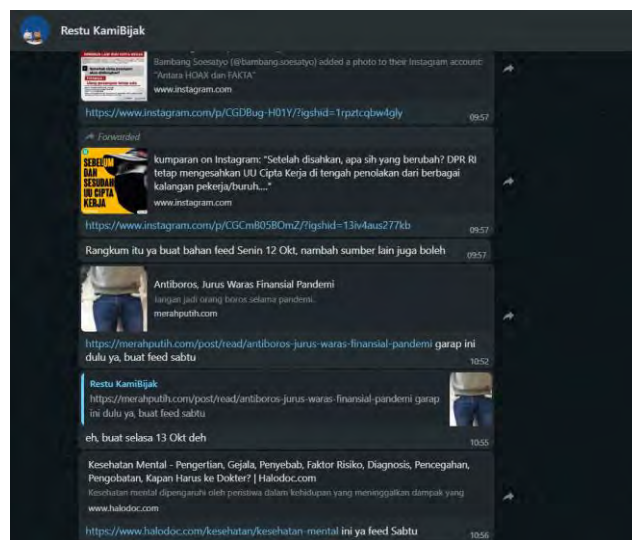 Restu KamiBijak
Bambang Soesatyo (@bambang.soesatyo) added a photo to their Instagram account:
"Antara HOAX dan FAKTA"
www.instagram.com
https://www.instagram.com/p/CGDBug-H01Y/?igshid=1rpztcqbw4gly
09:57
Forwarded
SEBELUM
DAN
SESUDAH
UU CIPTA
KERJA
kumparan on Instagram: "Setelah disahkan, apa sih yang berubah? DPR RI
tetap mengesahkan UU Cipta Kerja di tengah penolakan dari berbagai
kalangan pekerja/buruh...."
www.instagram.com
https://www.instagram.com/p/CGCmB05BOmZ/?igshid=13iv4aus277kb
09:57
Rangkum itu ya buat bahan feed Senin 12 Okt, nambah sumber lain juga boleh
09:57
Antiboros, Jurus Waras Finansial Pandemi
Jangan jadi orang boros selama pandemi.
merahputih.com
https://merahputih.com/post/read/antiboros-jurus-waras-finansial-pandemi garap ini
dulu ya, buat feed sabtu
10:52
Restu KamiBijak
https://merahputih.com/post/read/antiboros-jurus-waras-finansial-pandemi garap
ini dulu ya, buat feed sabtu
eh, buat selasa 13 Okt deh
10:55
Kesehatan Mental - Pengertian, Gejala, Penyebab, Faktor Risiko, Diagnosis, Pencegahan,
Pengobatan, Kapan Harus ke Dokter? | Halodoc.com
Kesehatan mental dipengaruhi oleh peristiwa dalam kehidupan yang meninggalkan dampak yang
www.halodoc.com
https://www.halodoc.com/kesehatan/kesehatan-mental ini ya feed Sabtu
10:56